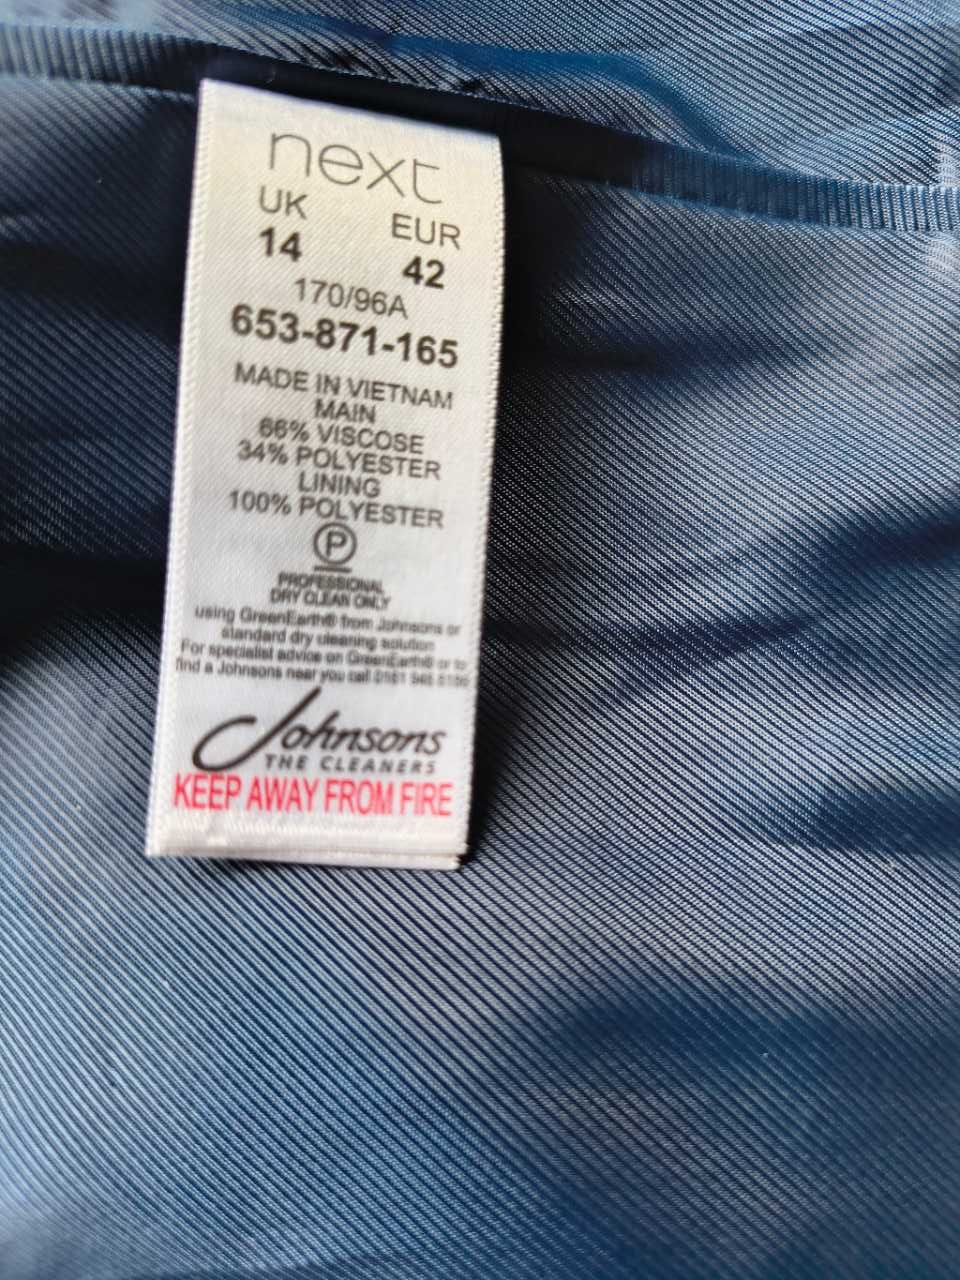 next
UK EUR
14 42
170/96A
653-871-165
MADE IN VIETNAM
MAIN
66% VISCOSE
34% POLYESTER
LINING
100% POLYESTER
P
PROFESSIONAL
DRY CLEAN ONLY
using GreenEarth® from Johnsons or
standard dry cleaning solution
For specialist advice on GreenEarth® or to
find a Johnsons near you call 0161 946
Johnsons
THE CLEANERS
KEEP AWAY FROM FIRE